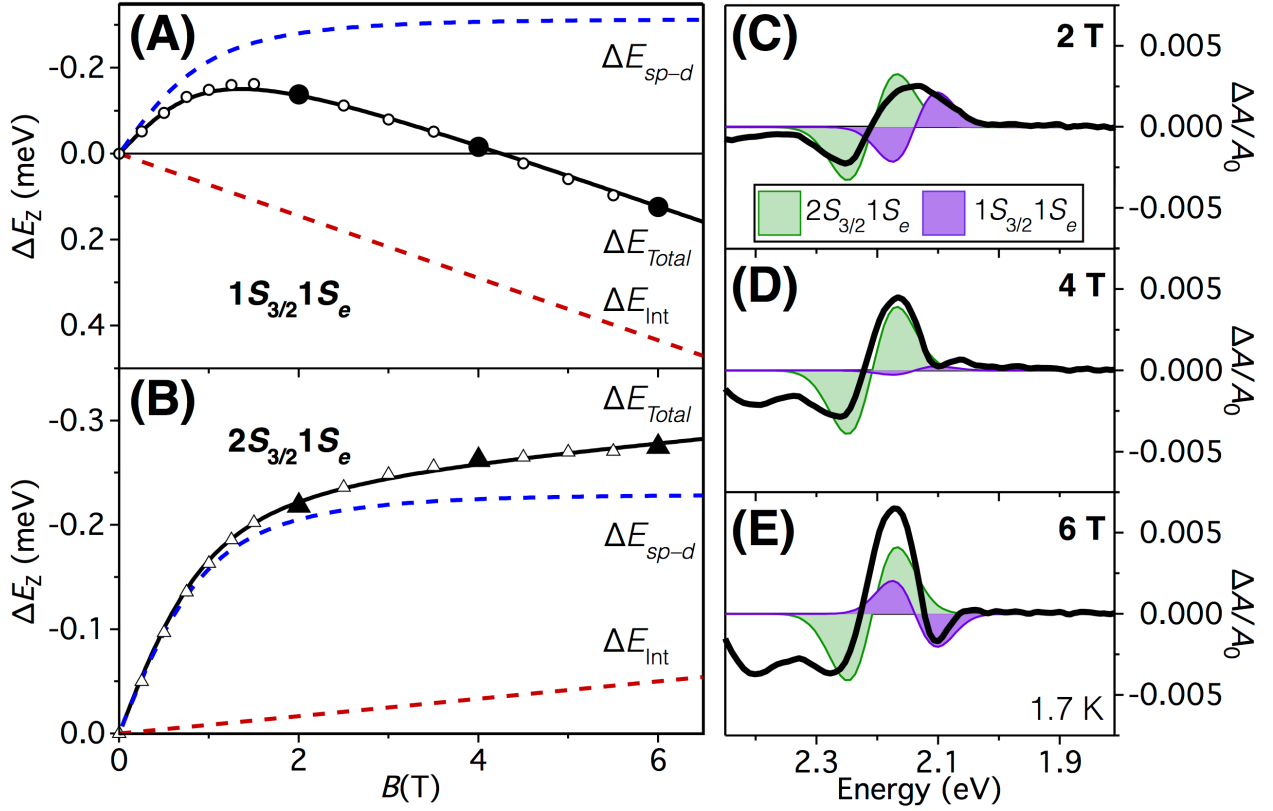 (A)
-0.2
0.0
0.2
0.4
ΔE_Z (meV)
ΔE_sp–d
ΔE_Total
ΔE_Int
1S_3/2 1S_e
(B)
-0.3
-0.2
-0.1
0.0
ΔE_Z (meV)
2S_3/2 1S_e
ΔE_Total
ΔE_sp–d
ΔE_Int
0
2
4
6
B(T)
(C)
2 T
0.005
0.000
-0.005
ΔA/A_0
2S_3/2 1S_e
1S_3/2 1S_e
(D)
4 T
0.005
0.000
-0.005
ΔA/A_0
(E)
6 T
0.005
0.000
-0.005
ΔA/A_0
1.7 K
2.3
2.1
1.9
Energy (eV)